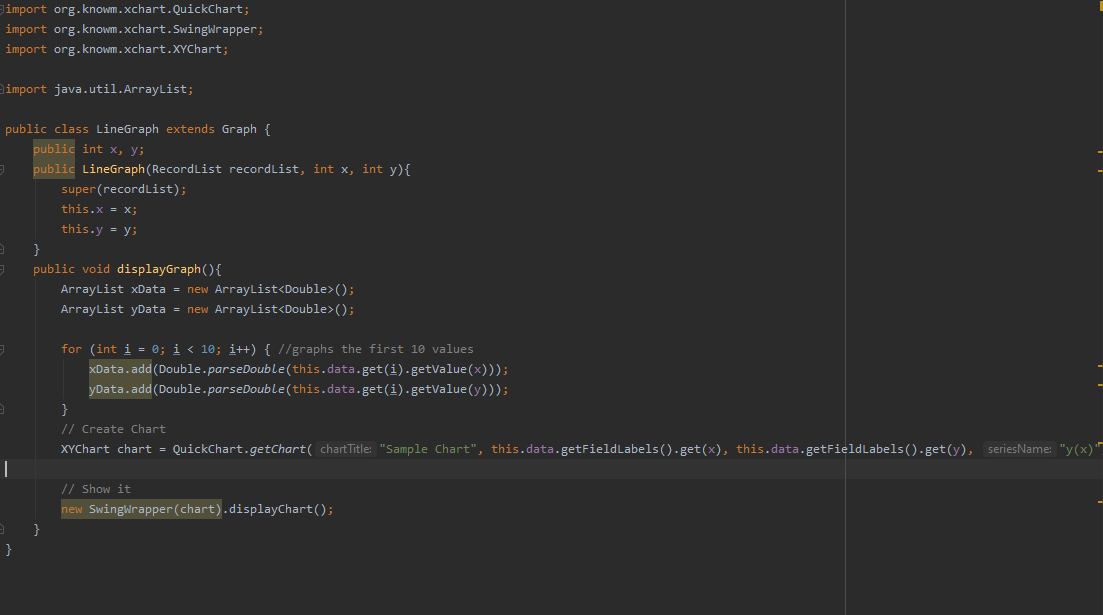 import org.knowm.xchart.QuickChart;
import org.knowm.xchart.SwingWrapper;
import org.knowm.xchart.XYChart;
import java.util.ArrayList;
public class LineGraph extends Graph {
public int x, y;
public LineGraph(RecordList recordList, int x, int y){
super(recordList);
this.x = x;
this.y = y;
}
public void displayGraph(){
ArrayList xData = new ArrayList<Double>();
ArrayList yData = new ArrayList<Double>();
for (int i = 0; i < 10; i++) { //graphs the first 10 values
xData.add(Double.parseDouble(this.data.get(i).getValue(x)));
yData.add(Double.parseDouble(this.data.get(i).getValue(y)));
}
// Create Chart
XYChart chart = QuickChart.getChart( chartTitle: "Sample Chart", this.data.getFieldLabels().get(x), this.data.getFieldLabels().get(y), seriesName: "y(x)"
// Show it
new SwingWrapper(chart).displayChart();
}
}